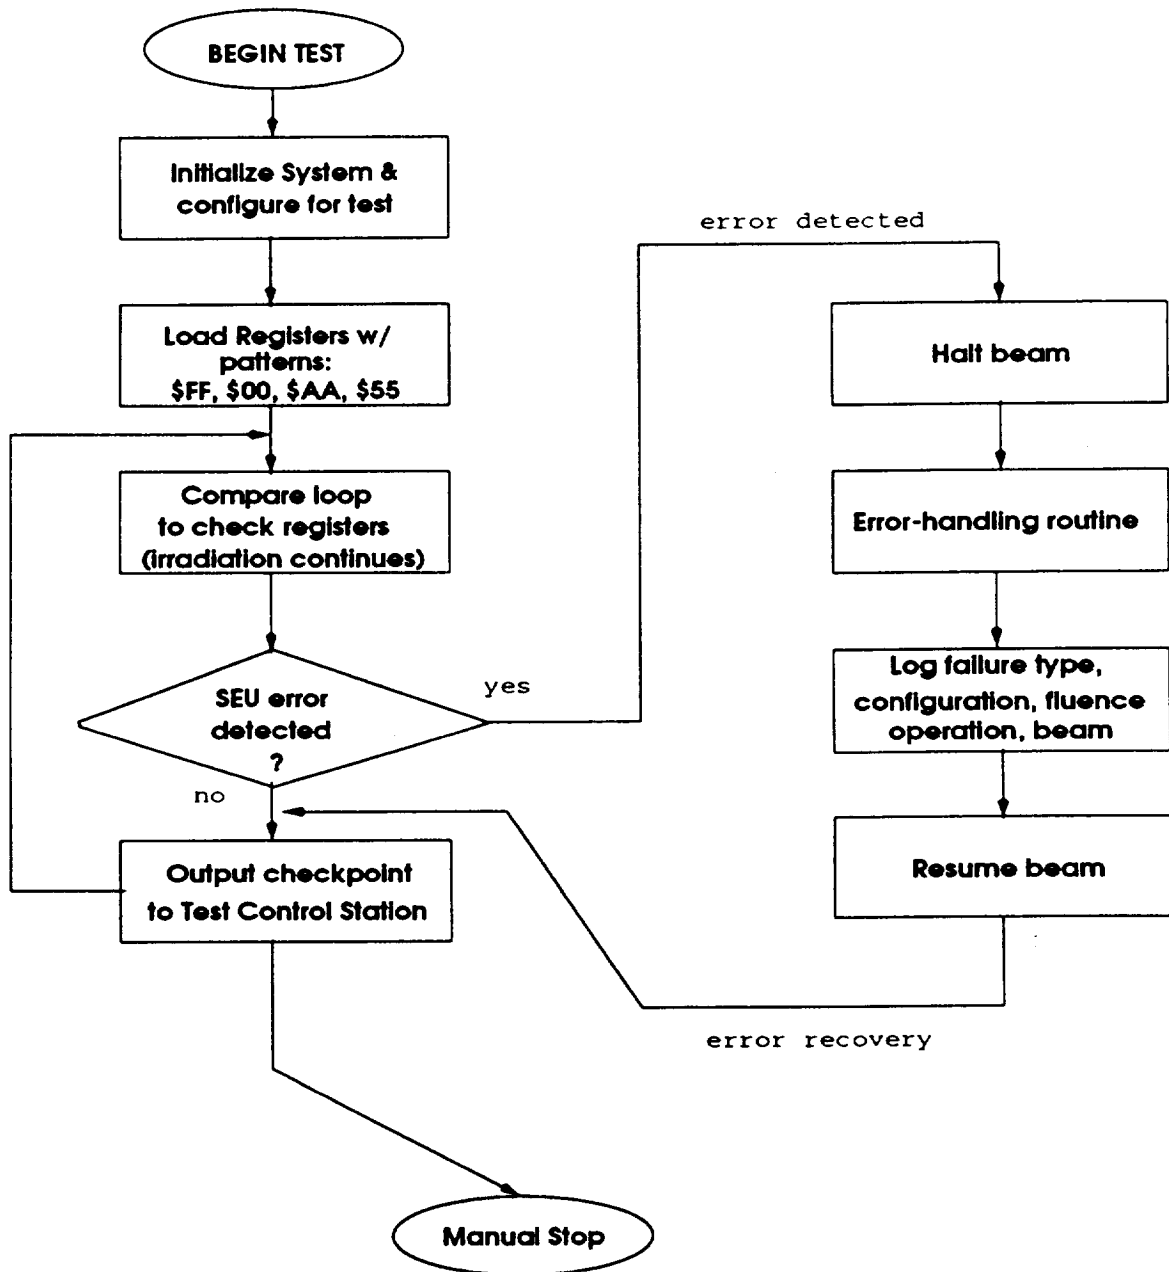 BEGIN TEST
Initialize System &
configure for test
error detected
Load Registers w/
patterns:
$FF, $00, $AA, $55
Halt beam
Compare loop
to check registers
(irradiation continues)
Error-handling routine
SEU error
detected
?
yes
no
Log failure type,
configuration, fluence
operation, beam
Output checkpoint
to Test Control Station
Resume beam
error recovery
Manual Stop